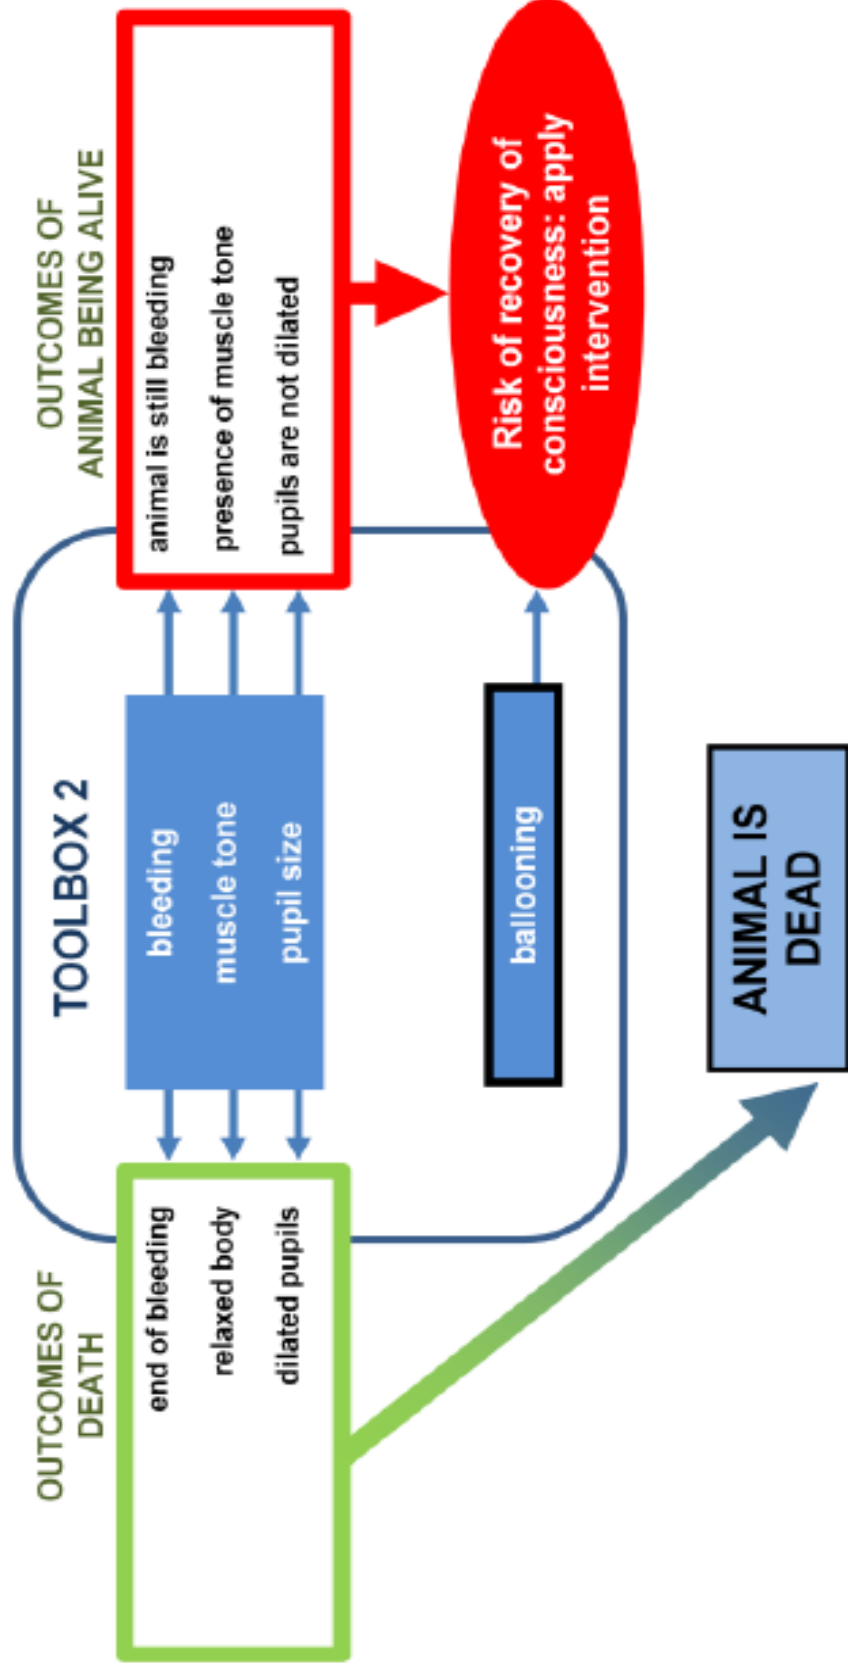 OUTCOMES OF
DEATH
end of bleeding
relaxed body
dilated pupils
TOOLBOX 2
bleeding
muscle tone
pupil size
ballooning
OUTCOMES OF
ANIMAL BEING ALIVE
animal is still bleeding
presence of muscle tone
pupils are not dilated
Risk of recovery of
consciousness: apply
intervention
ANIMAL IS
DEAD